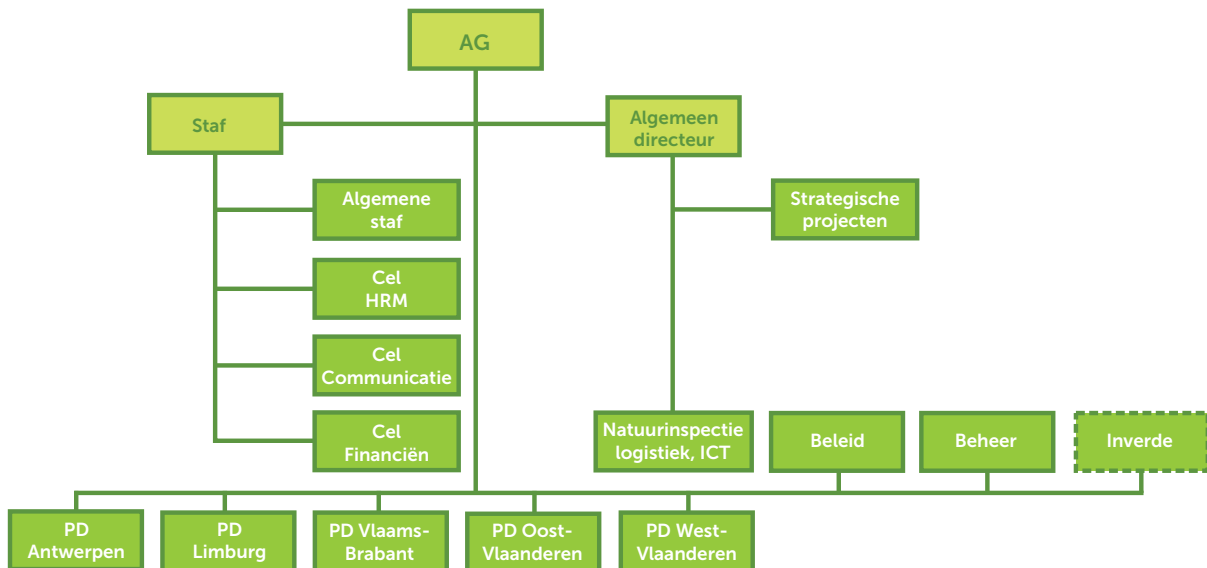 AG
Staf
Algemeen
directeur
Algemene
staf
Strategische
projecten
Cel
HRM
Cel
Communicatie
Cel
Financiën
Natuurinspectie
logistiek, ICT
Beleid
Beheer
Inverde
PD
Antwerpen
PD
Limburg
PD Vlaams-
Brabant
PD Oost-
Vlaanderen
PD West-
Vlaanderen